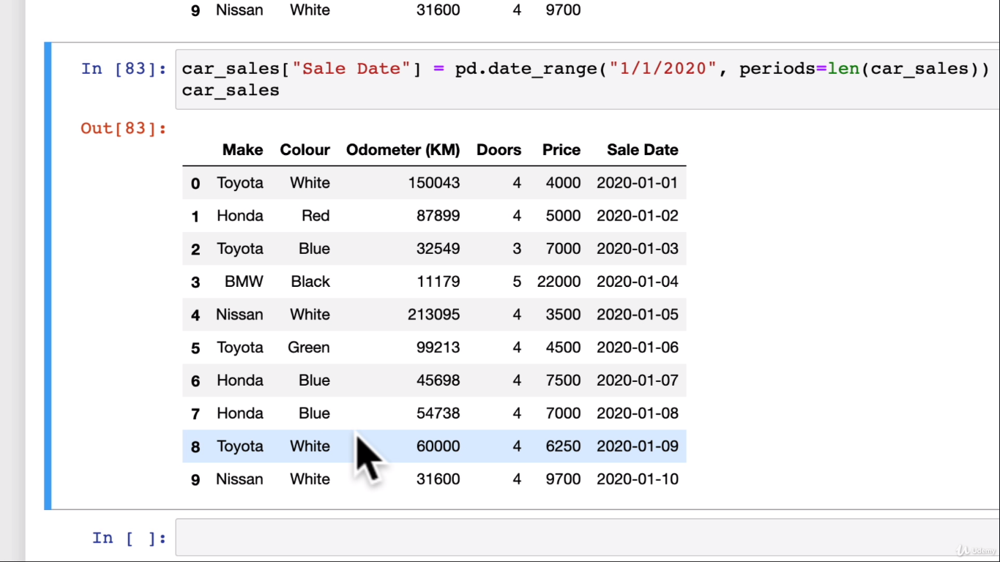 9 Nissan White 31600 4 9700
In [83]: car_sales["Sale Date"] = pd.date_range("1/1/2020", periods=len(car_sales))
car_sales
Out[83]:
Make Colour Odometer (KM) Doors Price Sale Date
0 Toyota White 150043 4 4000 2020-01-01
1 Honda Red 87899 4 5000 2020-01-02
2 Toyota Blue 32549 3 7000 2020-01-03
3 BMW Black 11179 5 22000 2020-01-04
4 Nissan White 213095 4 3500 2020-01-05
5 Toyota Green 99213 4 4500 2020-01-06
6 Honda Blue 45698 4 7500 2020-01-07
7 Honda Blue 54738 4 7000 2020-01-08
8 Toyota White 60000 4 6250 2020-01-09
9 Nissan White 31600 4 9700 2020-01-10
In [ ]:
Udemy